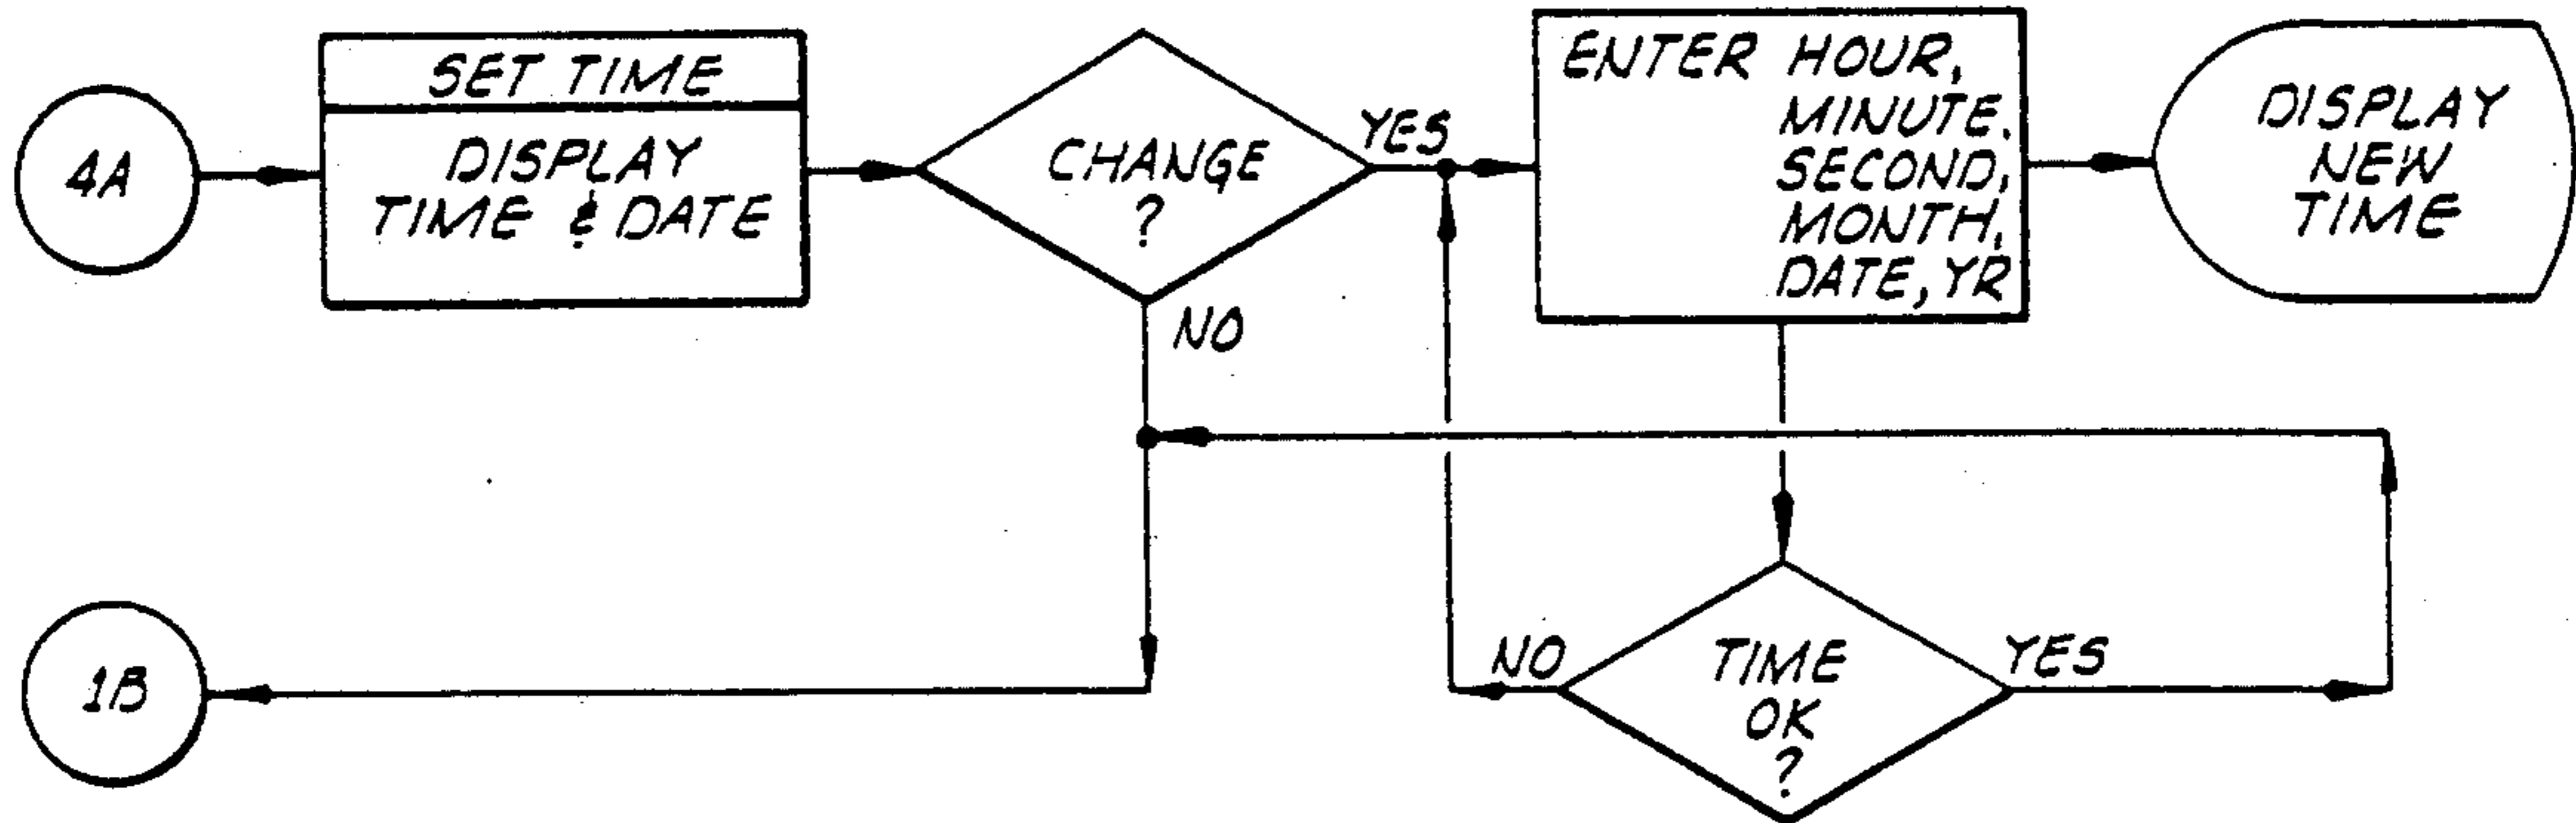 4A
SET TIME
DISPLAY
TIME & DATE
CHANGE
?
YES
NO
ENTER HOUR,
MINUTE.
SECOND,
MONTH,
DATE, YR
DISPLAY
NEW
TIME
1B
NO
TIME
OK
?
YES